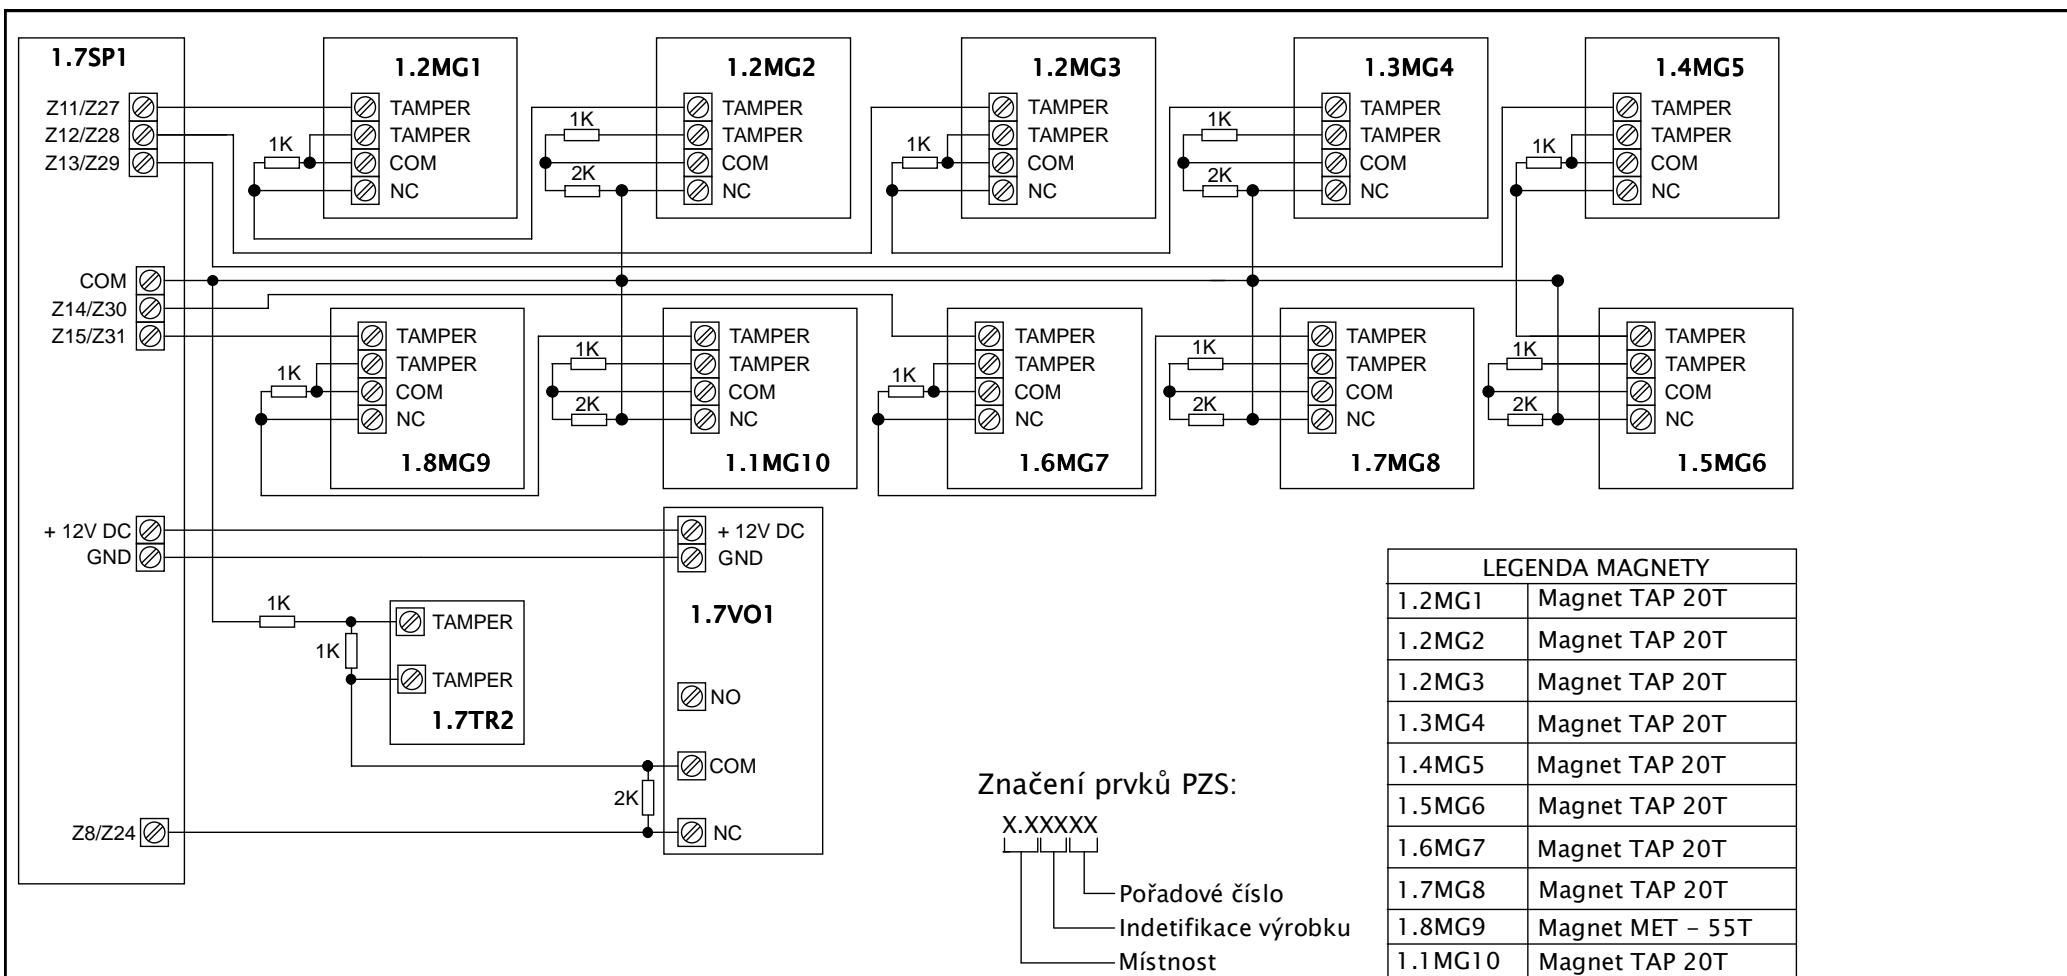 1.7SP1
Z11/Z27
Z12/Z28
Z13/Z29
COM
Z14/Z30
Z15/Z31
+ 12V DC
GND
Z8/Z24
1.2MG1
TAMPER
TAMPER
COM
NC
1K
1.2MG2
TAMPER
TAMPER
COM
NC
1K
2K
1.2MG3
TAMPER
TAMPER
COM
NC
1K
1.3MG4
TAMPER
TAMPER
COM
NC
1K
2K
1.4MG5
TAMPER
TAMPER
COM
NC
1K
TAMPER
TAMPER
COM
NC
1K
1.8MG9
TAMPER
TAMPER
COM
NC
1K
2K
1.1MG10
TAMPER
TAMPER
COM
NC
1K
1.6MG7
TAMPER
TAMPER
COM
NC
1K
2K
1.7MG8
TAMPER
TAMPER
COM
NC
1K
2K
1.5MG6
1K
1K
TAMPER
TAMPER
1.7TR2
+ 12V DC
GND
1.7VO1
NO
COM
2K
NC
Značení prvků PZS:
X.XXXXX
Pořadové číslo
Indetifikace výrobku
Místnost
LEGENDA MAGNETY
1.2MG1 Magnet TAP 20T
1.2MG2 Magnet TAP 20T
1.2MG3 Magnet TAP 20T
1.3MG4 Magnet TAP 20T
1.4MG5 Magnet TAP 20T
1.5MG6 Magnet TAP 20T
1.6MG7 Magnet TAP 20T
1.7MG8 Magnet TAP 20T
1.8MG9 Magnet MET - 55T
1.1MG10 Magnet TAP 20T